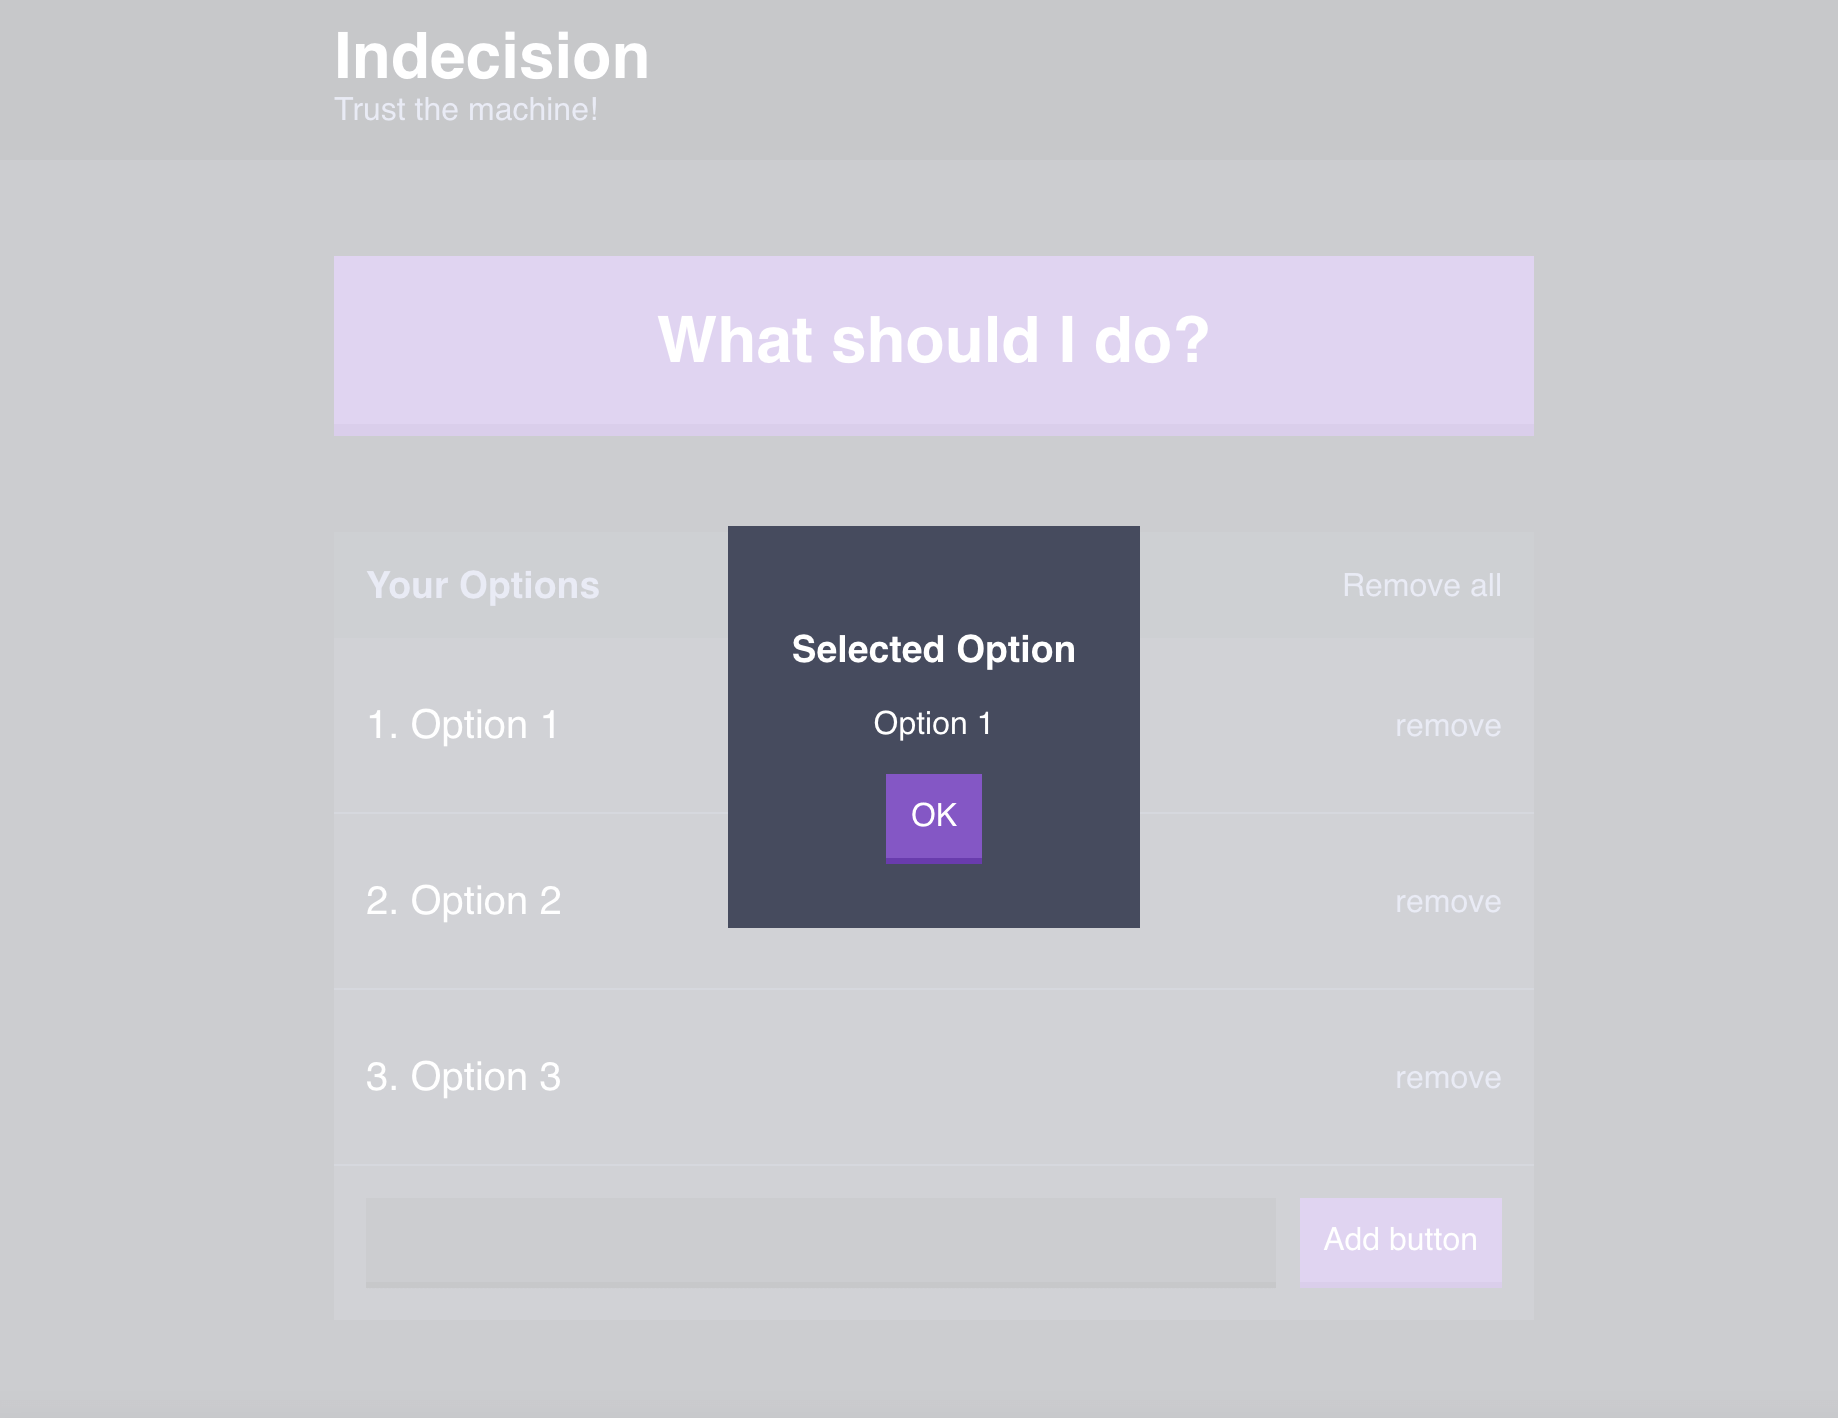 Indecision
Trust the machine!
What should I do?
Your Options
Remove all
Selected Option
Option 1
OK
1. Option 1
remove
2. Option 2
remove
3. Option 3
remove
Add button